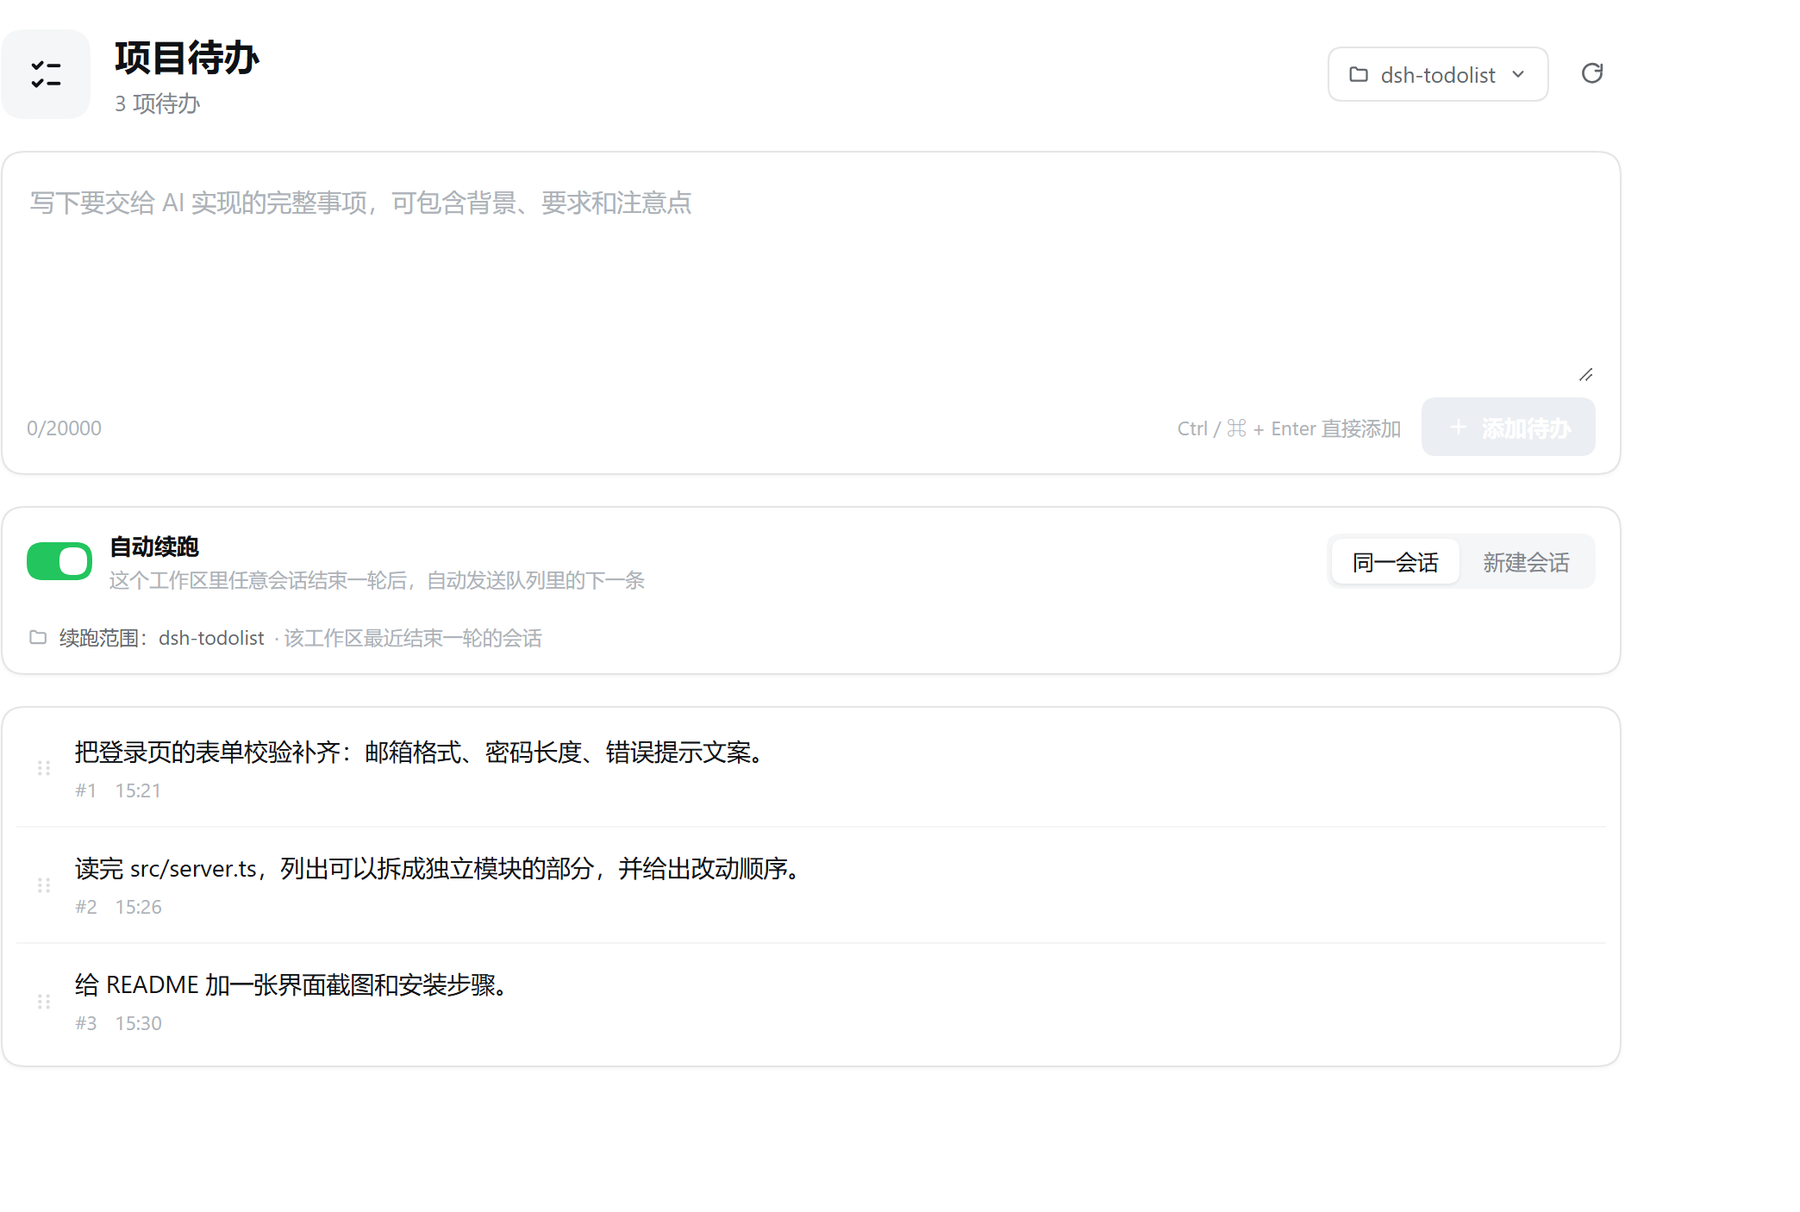 项目待办
3 项待办
dsh-todolist
写下要交给 AI 实现的完整事项，可包含背景、要求和注意点
0/20000
Ctrl / ⌘ + Enter 直接添加
+ 添加待办
自动续跑
这个工作区里任意会话结束一轮后，自动发送队列里的下一条
同一会话
新建会话
续跑范围：dsh-todolist · 该工作区最近结束一轮的会话
把登录页的表单校验补齐：邮箱格式、密码长度、错误提示文案。
#1 15:21
读完 src/server.ts，列出可以拆成独立模块的部分，并给出改动顺序。
#2 15:26
给 README 加一张界面截图和安装步骤。
#3 15:30